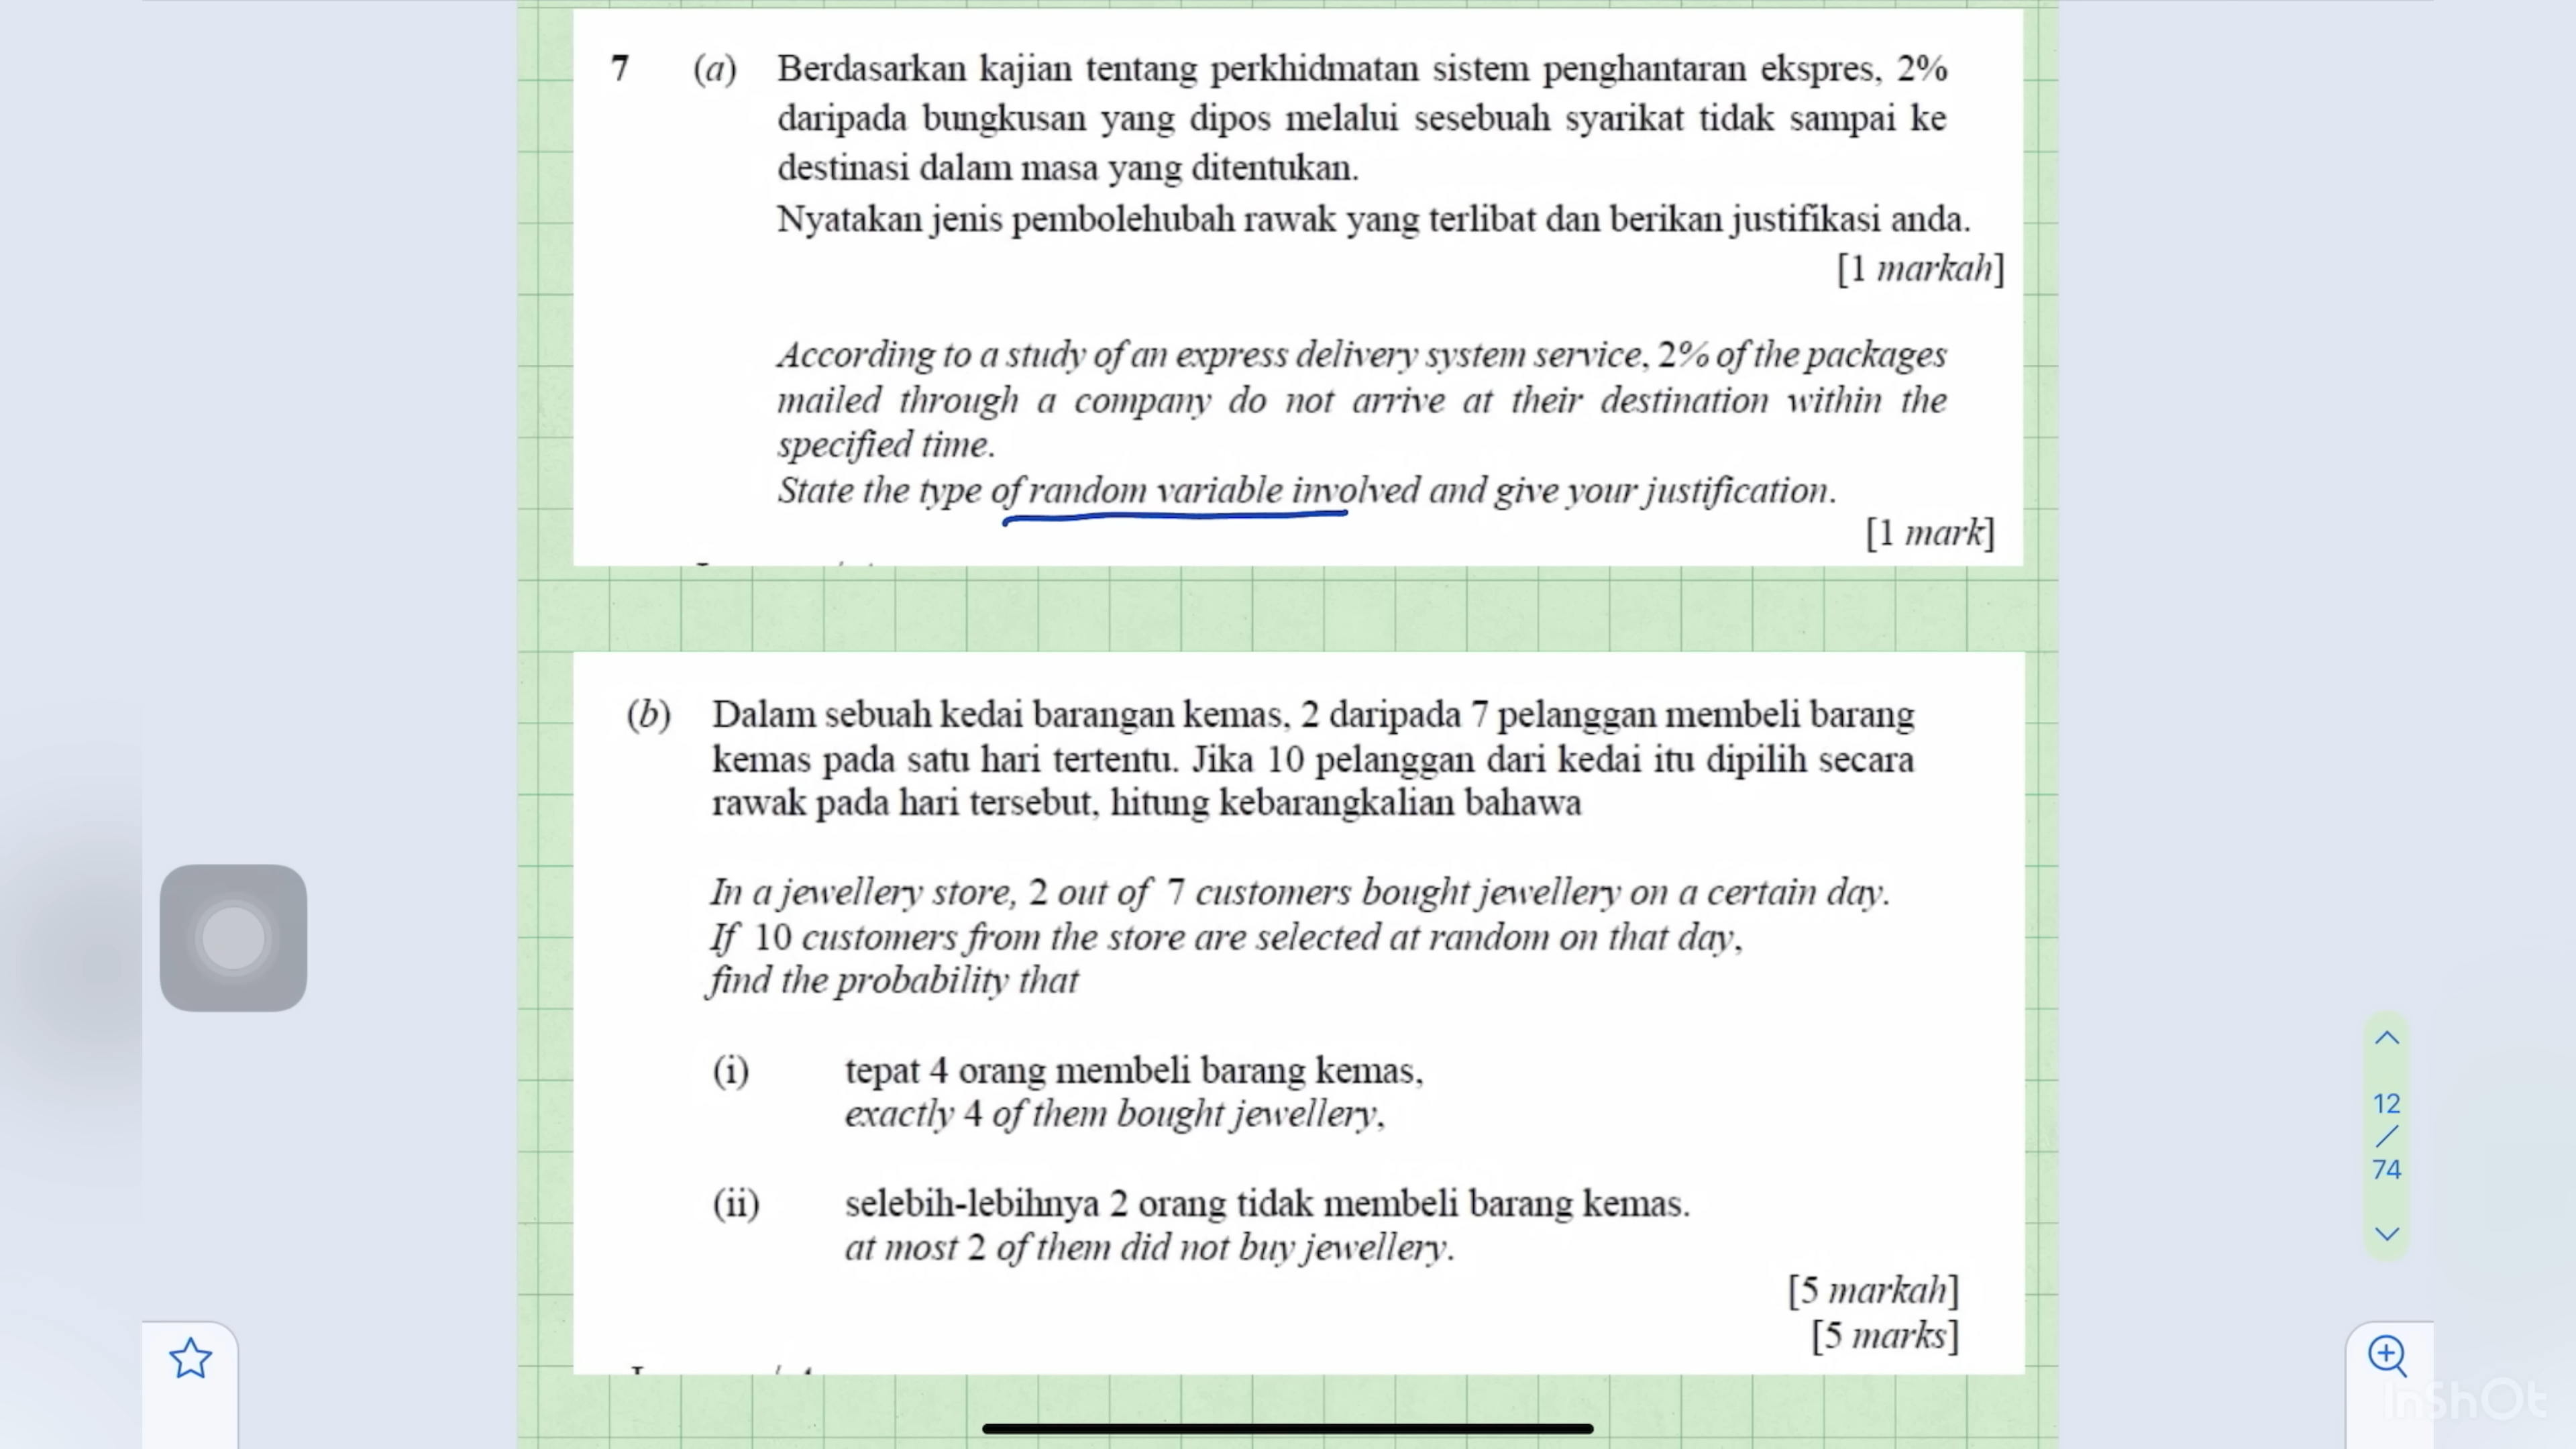 7 (a) Berdasarkan kajian tentang perkhidmatan sistem penghantaran ekspres, 2%
daripada bungkusan yang dipos melalui sesebuah syarikat tidak sampai ke
destinasi dalam masa yang ditentukan.
Nyatakan jenis pembolehubah rawak yang terlibat dan berikan justifikasi anda.
[1 markah]
According to a study of an express delivery system service, 2% of the packages
mailed through a company do not arrive at their destination within the
specified time.
State the type of random variable involved and give your justification.
[1 mark]
(b) Dalam sebuah kedai barangan kemas, 2 daripada 7 pelanggan membeli barang
kemas pada satu hari tertentu. Jika 10 pelanggan dari kedai itu dipilih secara
rawak pada hari tersebut, hitung kebarangkalian bahawa
In a jewellery store, 2 out of 7 customers bought jewellery on a certain day.
If 10 customers from the store are selected at random on that day,
find the probability that
(i) tepat 4 orang membeli barang kemas,
exactly 4 of them bought jewellery,
(ii) selebih-lebihnya 2 orang tidak membeli barang kemas.
at most 2 of them did not buy jewellery.
[5 markah]
[5 marks]
12
/
74
InShOt